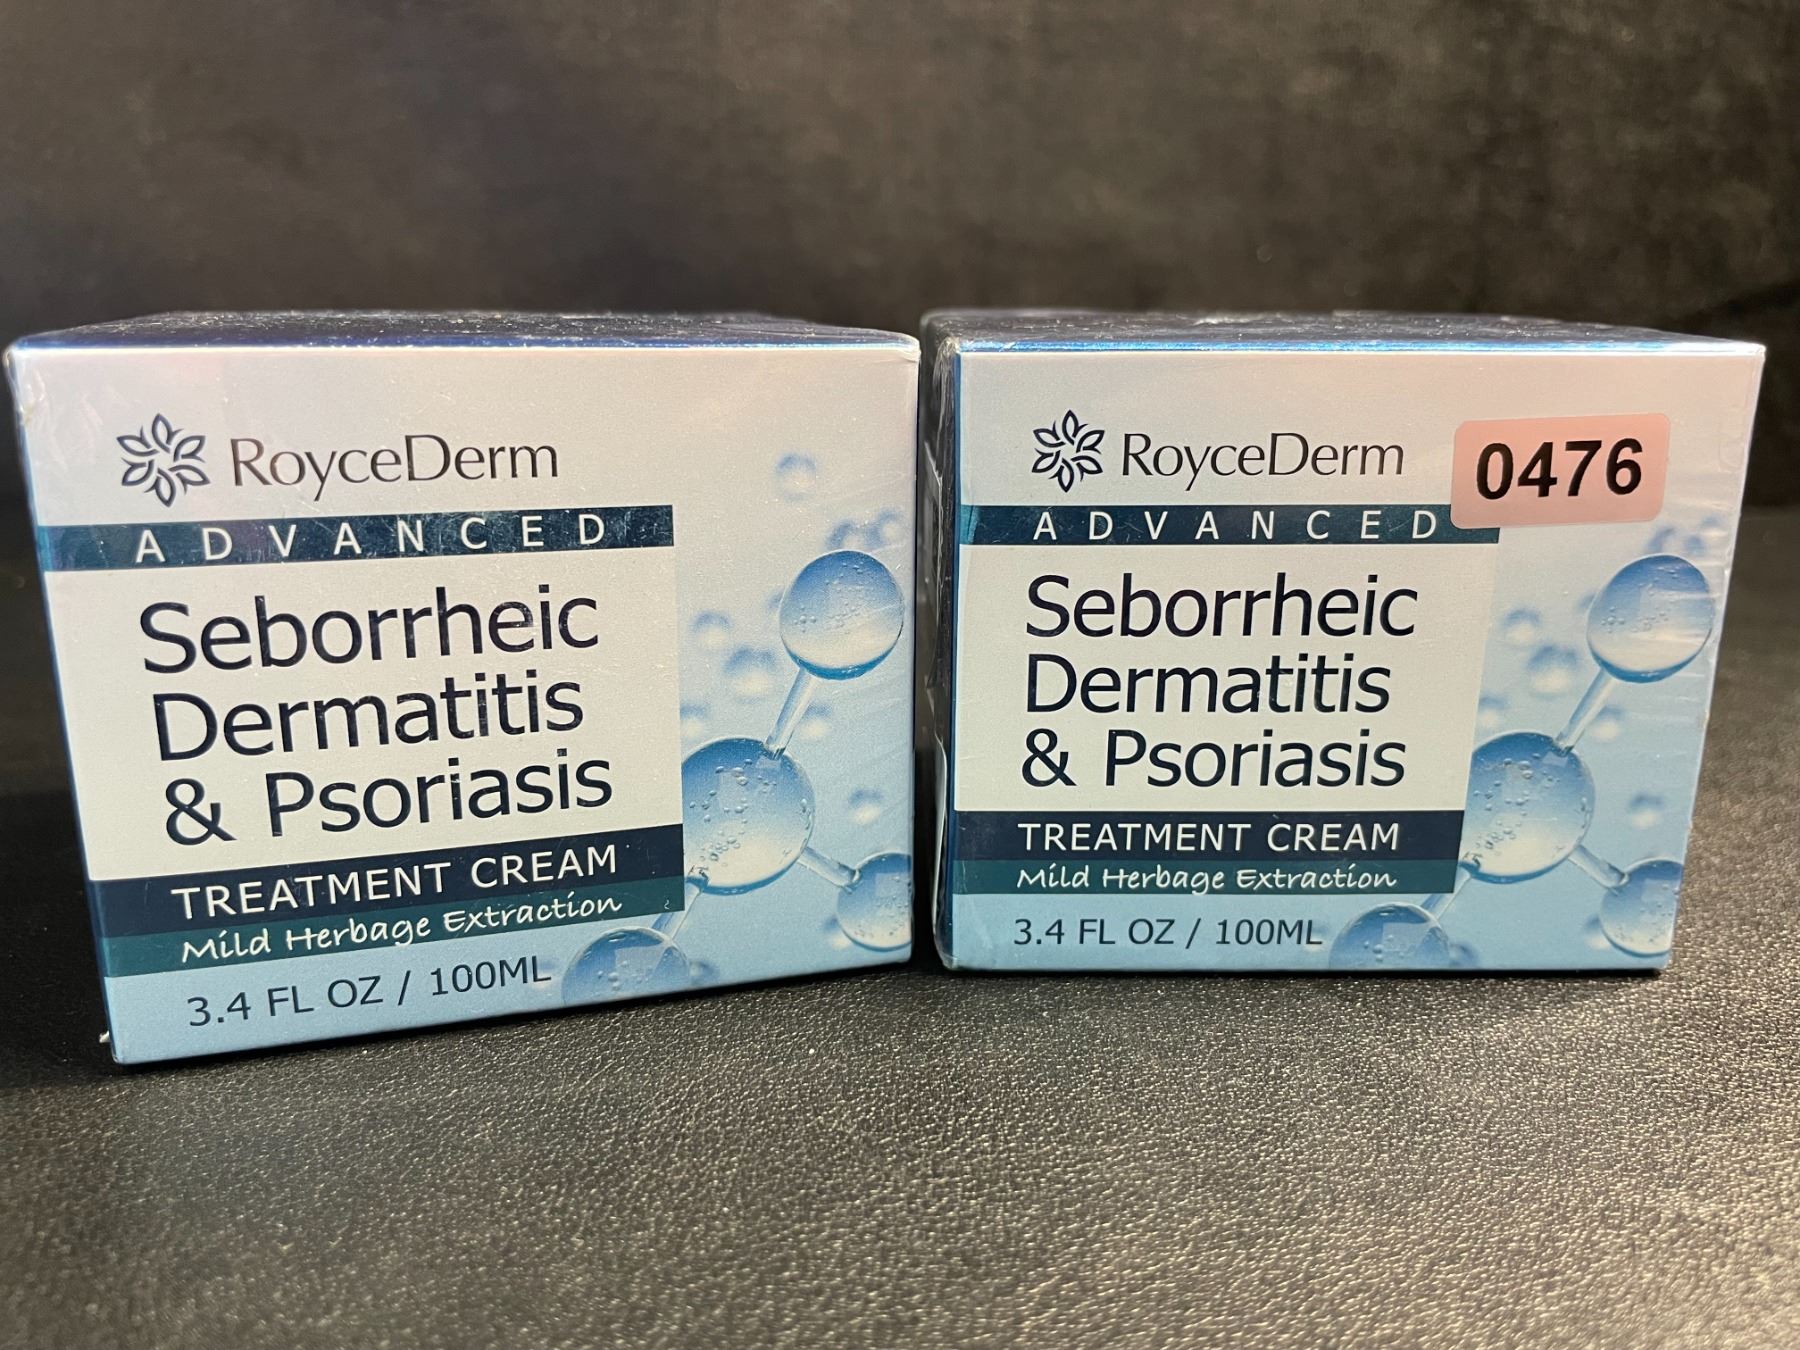 RoyceDerm
ADVANCED
Seborrheic
Dermatitis
& Psoriasis
TREATMENT CREAM
Mild Herbage Extraction
3.4 FL OZ / 100ML
RoyceDerm
0476
ADVANCED
Seborrheic
Dermatitis
& Psoriasis
TREATMENT CREAM
Mild Herbage Extraction
3.4 FL OZ / 100ML